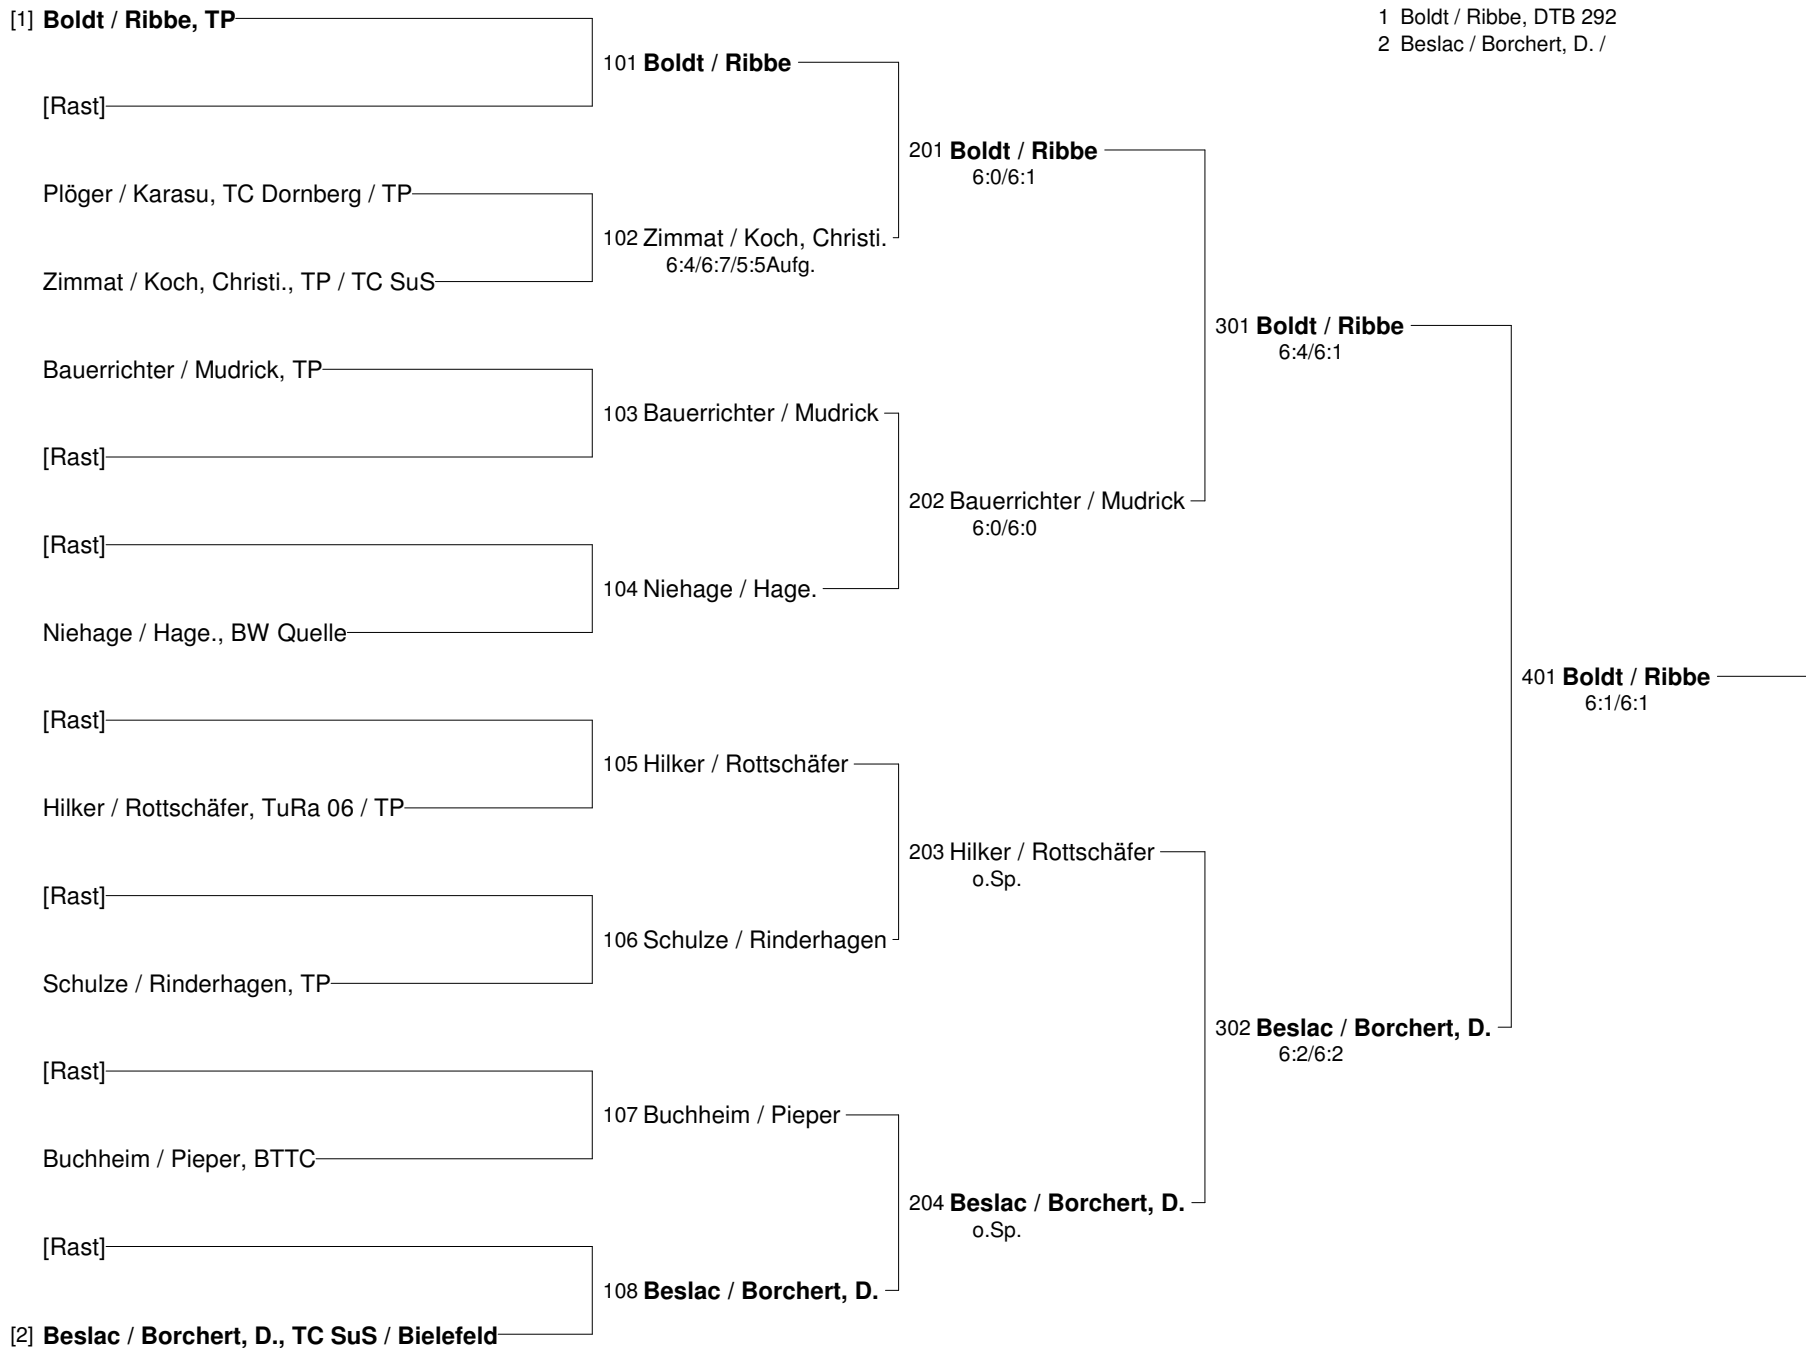 [1] Boldt / Ribbe, TP
[Rast]
Plöger / Karasu, TC Dornberg / TP
Zimmat / Koch, Christi., TP / TC SuS
Bauerrichter / Mudrick, TP
[Rast]
[Rast]
Niehage / Hage., BW Quelle
[Rast]
Hilker / Rottschäfer, TuRa 06 / TP
[Rast]
Schulze / Rinderhagen, TP
[Rast]
Buchheim / Pieper, BTTC
[Rast]
[2] Beslac / Borchert, D., TC SuS / Bielefeld
101 Boldt / Ribbe
102 Zimmat / Koch, Christi.
6:4/6:7/5:5Aufg.
103 Bauerrichter / Mudrick
104 Niehage / Hage.
105 Hilker / Rottschäfer
106 Schulze / Rinderhagen
107 Buchheim / Pieper
108 Beslac / Borchert, D.
201 Boldt / Ribbe
6:0/6:1
202 Bauerrichter / Mudrick
6:0/6:0
203 Hilker / Rottschäfer
o.Sp.
204 Beslac / Borchert, D.
o.Sp.
301 Boldt / Ribbe
6:4/6:1
302 Beslac / Borchert, D.
6:2/6:2
401 Boldt / Ribbe
6:1/6:1
1 Boldt / Ribbe, DTB 292
2 Beslac / Borchert, D. /